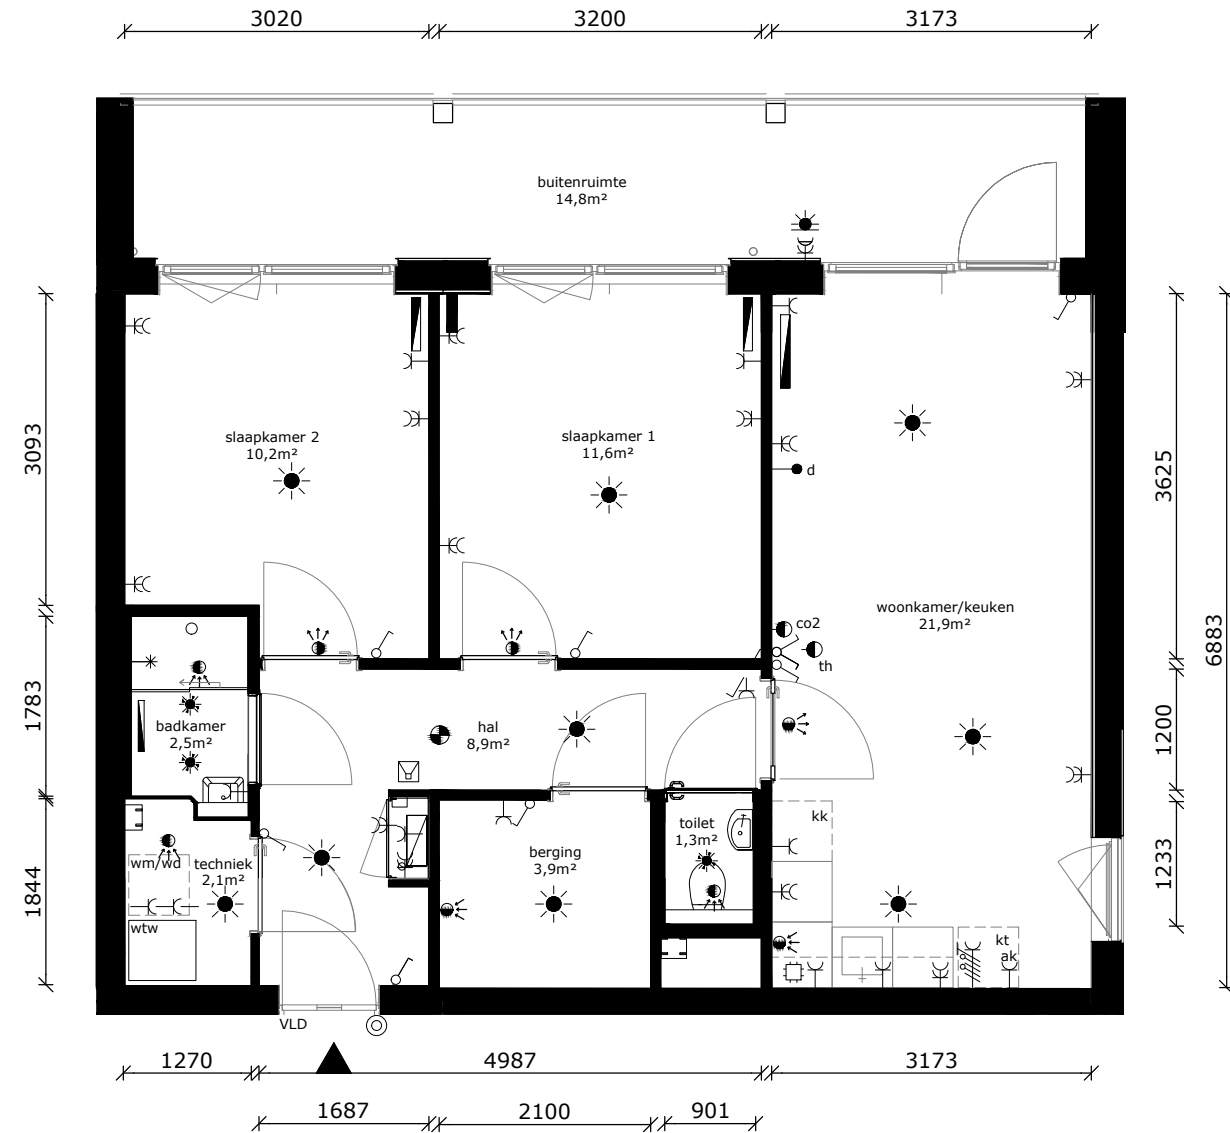 3020
3200
3173
buitenruimte
14,8m²
3093
slaapkamer 2
10,2m²
slaapkamer 1
11,6m²
d
3625
woonkamer/keuken
21,9m²
co2
th
6883
1783
badkamer
2,5m²
hal
8,9m²
1200
kk
toilet
1,3m²
berging
3,9m²
wm/wd
techniek
2,1m²
1844
1233
wtw
kt
ak
VLD
1270
4987
3173
1687
2100
901